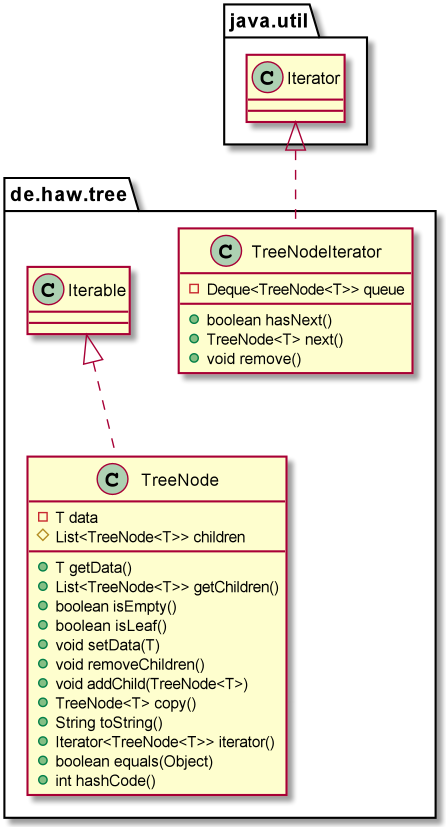 java.util
C Iterator
de.haw.tree
C TreeNodeIterator
Deque<TreeNode<T>> queue
boolean hasNext()
TreeNode<T> next()
void remove()
C Iterable
C TreeNode
T data
List<TreeNode<T>> children
T getData()
List<TreeNode<T>> getChildren()
boolean isEmpty()
boolean isLeaf()
void setData(T)
void removeChildren()
void addChild(TreeNode<T>)
TreeNode<T> copy()
String toString()
Iterator<TreeNode<T>> iterator()
boolean equals(Object)
int hashCode()